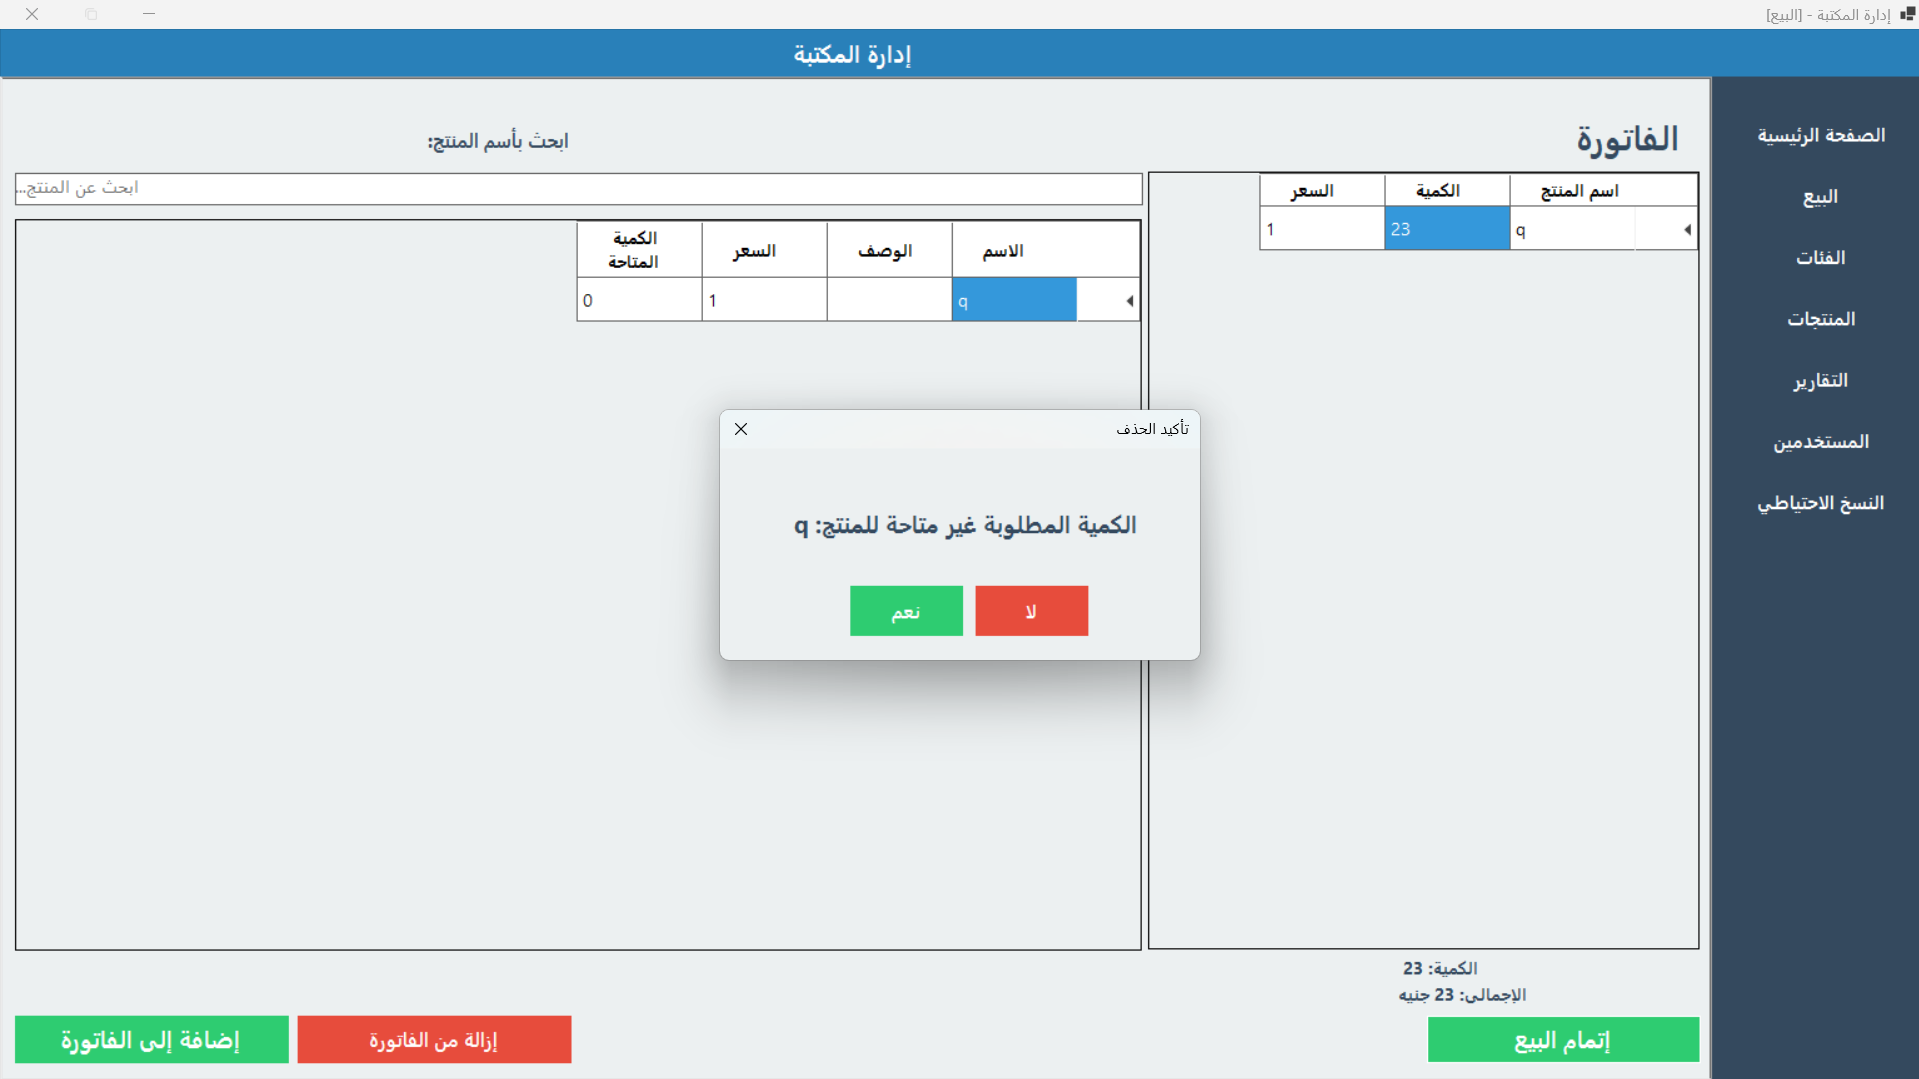 إدارة المكتبة - [البيع]
إدارة المكتبة
الصفحة الرئيسية
البيع
الفئات
المنتجات
التقارير
المستخدمين
النسخ الاحتياطي
الفاتورة
اسم المنتج الكمية السعر
q 23 1
الكمية: 23
الإجمالى: 23 جنيه
إتمام البيع
ابحث بأسم المنتج:
ابحث عن المنتج...
الاسم الوصف السعر الكمية المتاحة
q 1 0
تأكيد الحذف
الكمية المطلوبة غير متاحة للمنتج: q
لا
نعم
إزالة من الفاتورة
إضافة إلى الفاتورة